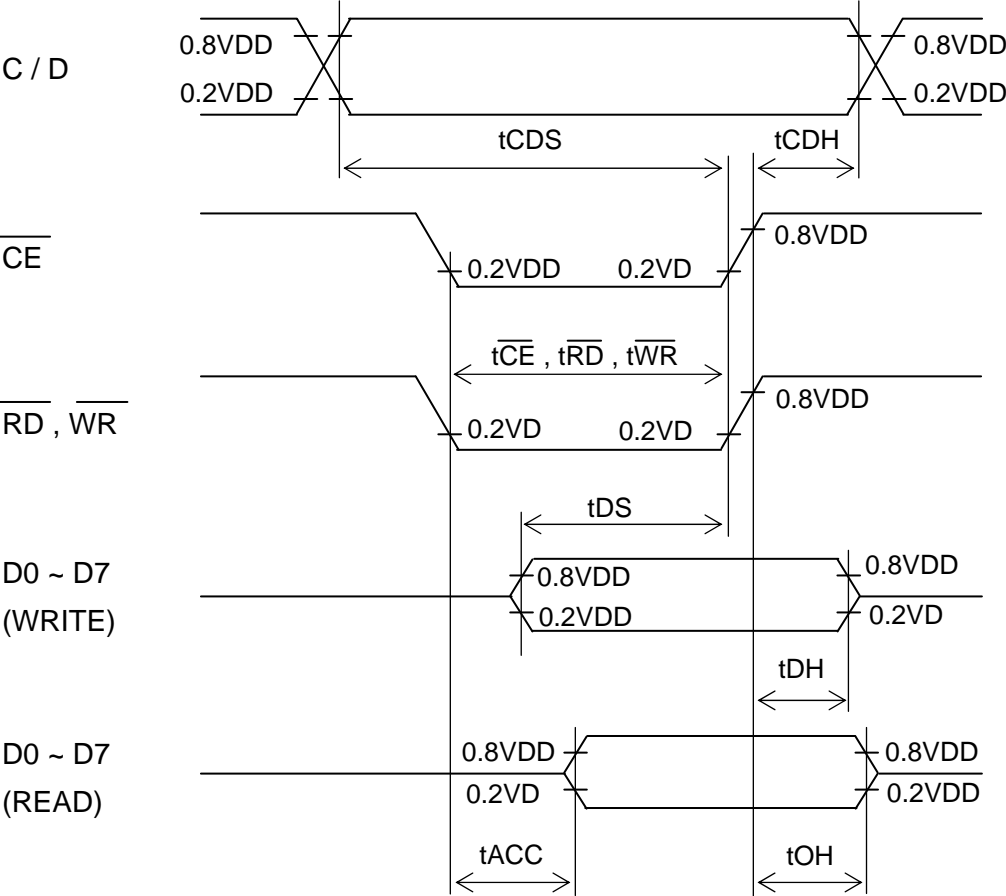 C / D
0.8VDD
0.2VDD
0.8VDD
0.2VDD
tCDS
tCDH
CE
0.2VDD
0.2VD
0.8VDD
tCE , tRD , tWR
RD , WR
0.2VD
0.2VD
0.8VDD
tDS
D0 ~ D7
(WRITE)
0.8VDD
0.2VDD
0.8VDD
0.2VD
tDH
D0 ~ D7
(READ)
0.8VDD
0.2VD
0.8VDD
0.2VDD
tACC
tOH